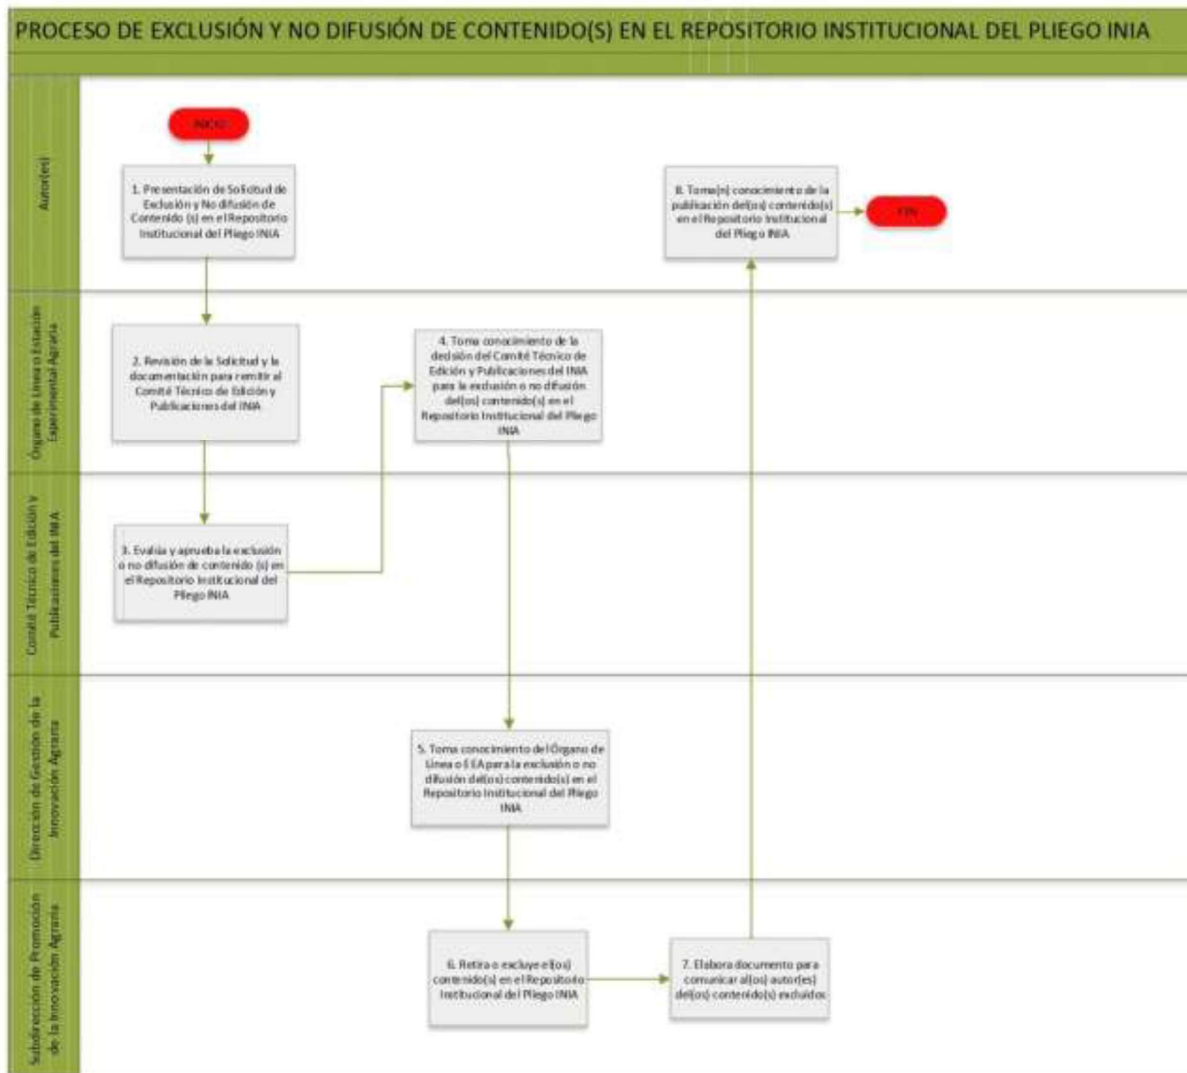 PROCESO DE EXCLUSIÓN Y NO DIFUSIÓN DE CONTENIDO(S) EN EL REPOSITORIO INSTITUCIONAL DEL PLIEGO INIA
Autor(es)
INICIO
1. Presentación de Solicitud de
Exclusión y No difusión de
Contenido (s) en el Repositorio
Institucional del Pliego INIA
8. Toma(n) conocimiento de la
publicación del(os) contenido(s)
en el Repositorio Institucional
del Pliego INIA
FIN
Órgano de Línea o Estación
Experimental Agraria
2. Revisión de la Solicitud y la
documentación para remitir al
Comité Técnico de Edición y
Publicaciones del INIA
4. Toma conocimiento de la
decisión del Comité Técnico de
Edición y Publicaciones del INIA
para la exclusión o no difusión
del(os) contenido(s) en el
Repositorio Institucional del Pliego
INIA
Comité Técnico de Edición y
Publicaciones del INIA
3. Evalúa y aprueba la exclusión
o no difusión de contenido (s) en
el Repositorio Institucional del
Pliego INIA
Dirección de Gestión de la
Innovación Agraria
5. Toma conocimiento del Órgano de
Línea o EEA para la exclusión o no
difusión del(os) contenido(s) en el
Repositorio Institucional del Pliego
INIA
Subdirección de Promoción
de la Innovación Agraria
6. Retira o excluye el(os)
contenido(s) en el Repositorio
Institucional del Pliego INIA
7. Elabora documento para
comunicar al(os) autor(es)
del(os) contenido(s) excluidos